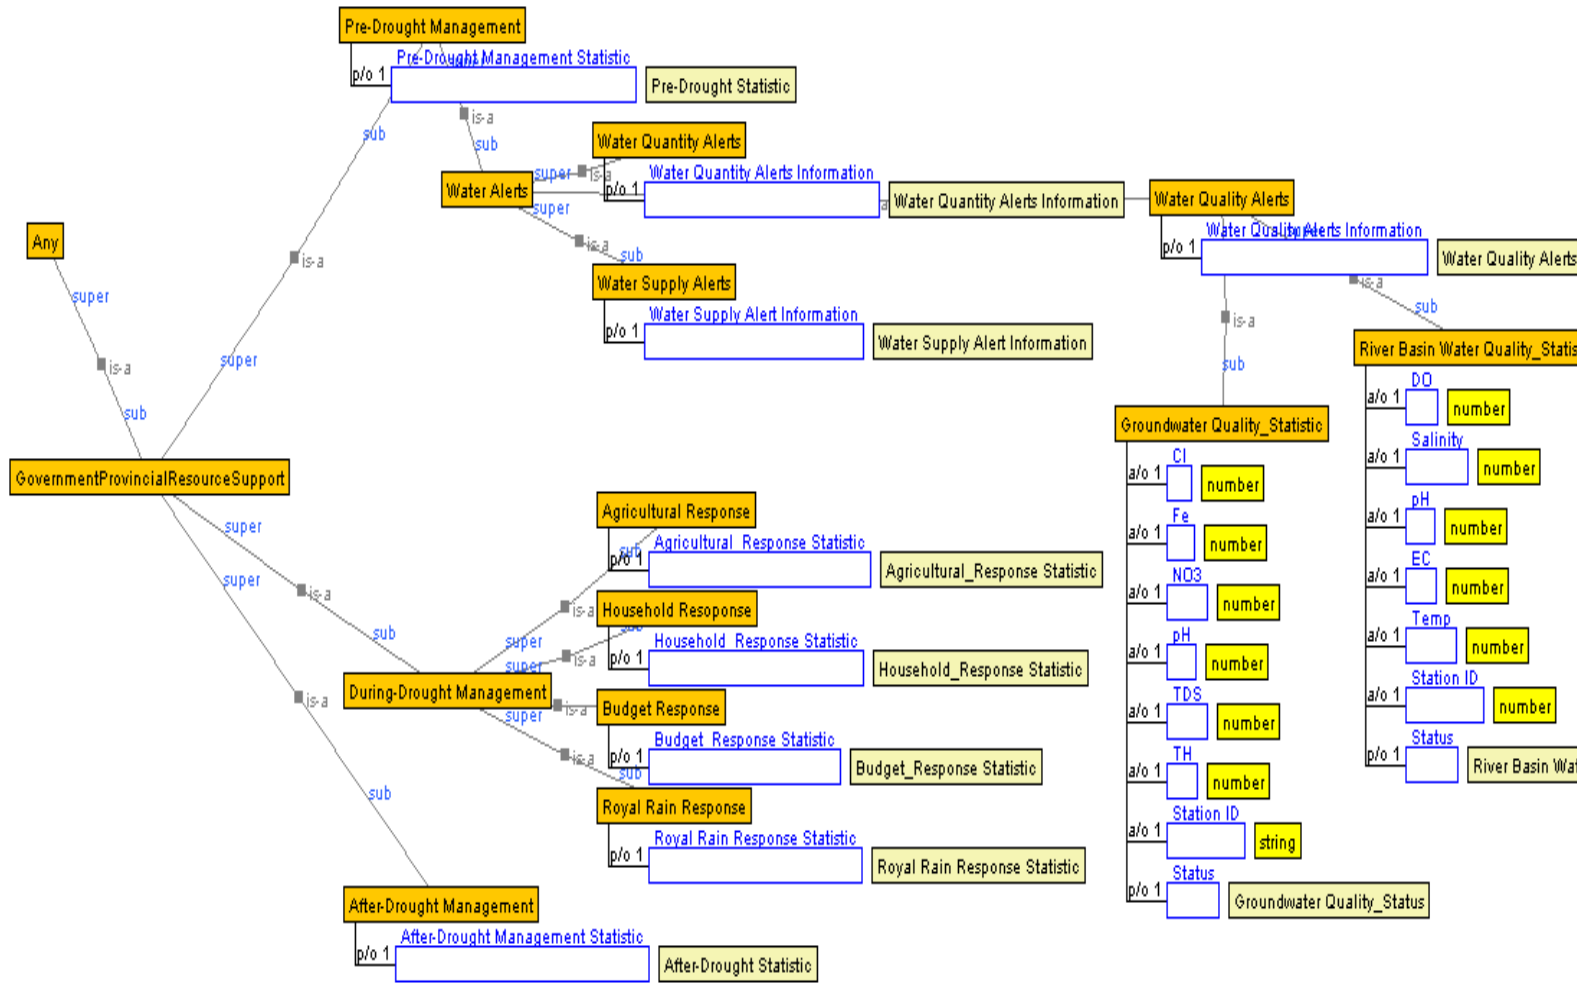 Pre-Drought Management
p/o 1
Pre-Drought Management Statistic
Pre-Drought Statistic
super
is-a
sub
sub
Water Quantity Alerts
p/o 1
Water Quantity Alerts Information
Water Quantity Alerts Information
Water Alerts
super
is-a
super
is-a
sub
Water Supply Alerts
p/o 1
Water Supply Alert Information
Water Supply Alert Information
Water Quality Alerts
p/o 1
Water Quality Alerts Information
Water Quality Alerts
is-a
sub
is-a
sub
Any
super
is-a
sub
is-a
super
GovernmentProvincialResourceSupport
super
is-a
sub
super
is-a
sub
River Basin Water Quality_Statis
a/o 1
DO
number
a/o 1
Salinity
number
a/o 1
pH
number
a/o 1
EC
number
a/o 1
Temp
number
a/o 1
Station ID
number
p/o 1
Status
River Basin Wat
Groundwater Quality_Statistic
a/o 1
Cl
number
a/o 1
Fe
number
a/o 1
NO3
number
a/o 1
pH
number
a/o 1
TDS
number
a/o 1
TH
number
a/o 1
Station ID
string
p/o 1
Status
Groundwater Quality_Status
Agricultural Response
p/o 1
Agricultural_Response Statistic
Agricultural_Response Statistic
sub
is-a
super
Household Resoponse
p/o 1
Household_Response Statistic
Household_Response Statistic
sub
is-a
super
During-Drought Management
Budget Response
p/o 1
Budget_Response Statistic
Budget_Response Statistic
is-a
super
is-a
sub
Royal Rain Response
p/o 1
Royal Rain Response Statistic
Royal Rain Response Statistic
After-Drought Management
p/o 1
After-Drought Management Statistic
After-Drought Statistic